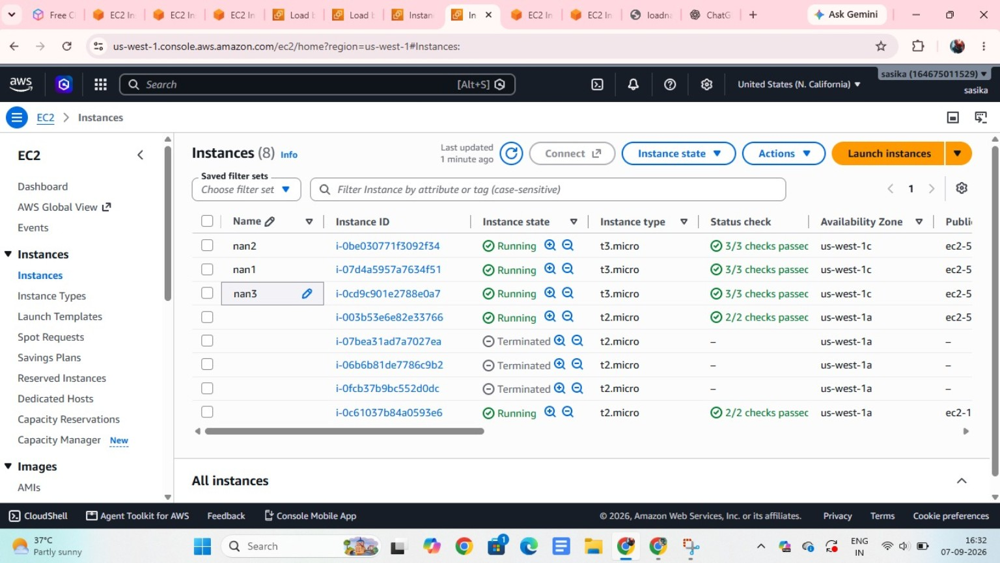 Free C
EC2 In
EC2 In
EC2 In
Load b
Load b
Instan
In
EC2 In
EC2 In
loadna
ChatG
Ask Gemini
us-west-1.console.aws.amazon.com/ec2/home?region=us-west-1#Instances:
aws
Search
[Alt+S]
United States (N. California)
sasika (164675011529)
sasika
EC2
Instances
EC2
Dashboard
AWS Global View
Events
Instances
Instances
Instance Types
Launch Templates
Spot Requests
Savings Plans
Reserved Instances
Dedicated Hosts
Capacity Reservations
Capacity Manager New
Images
AMIs
Instances (8) Info
Last updated
1 minute ago
Connect
Instance state
Actions
Launch instances
Saved filter sets
Choose filter set
Filter Instance by attribute or tag (case-sensitive)
1
Name Instance ID Instance state Instance type Status check Availability Zone Publi
nan2 i-0be030771f3092f34 Running t3.micro 3/3 checks passec us-west-1c ec2-5
nan1 i-07d4a5957a7634f51 Running t3.micro 3/3 checks passec us-west-1c ec2-5
nan3 i-0cd9c901e2788e0a7 Running t3.micro 3/3 checks passec us-west-1c ec2-5
i-003b53e6e82e33766 Running t2.micro 2/2 checks passec us-west-1a ec2-5
i-07bea31ad7a7027ea Terminated t2.micro – us-west-1a –
i-06b6b81de7786c9b2 Terminated t2.micro – us-west-1a –
i-0fcb37b9bc552d0dc Terminated t2.micro – us-west-1a –
i-0c61037b84a0593e6 Running t2.micro 2/2 checks passec us-west-1a ec2-1
All instances
CloudShell
Agent Toolkit for AWS
Feedback
Console Mobile App
© 2026, Amazon Web Services, Inc. or its affiliates.
Privacy
Terms
Cookie preferences
37°C
Partly sunny
Search
1
ENG
IN
16:32
07-09-2026